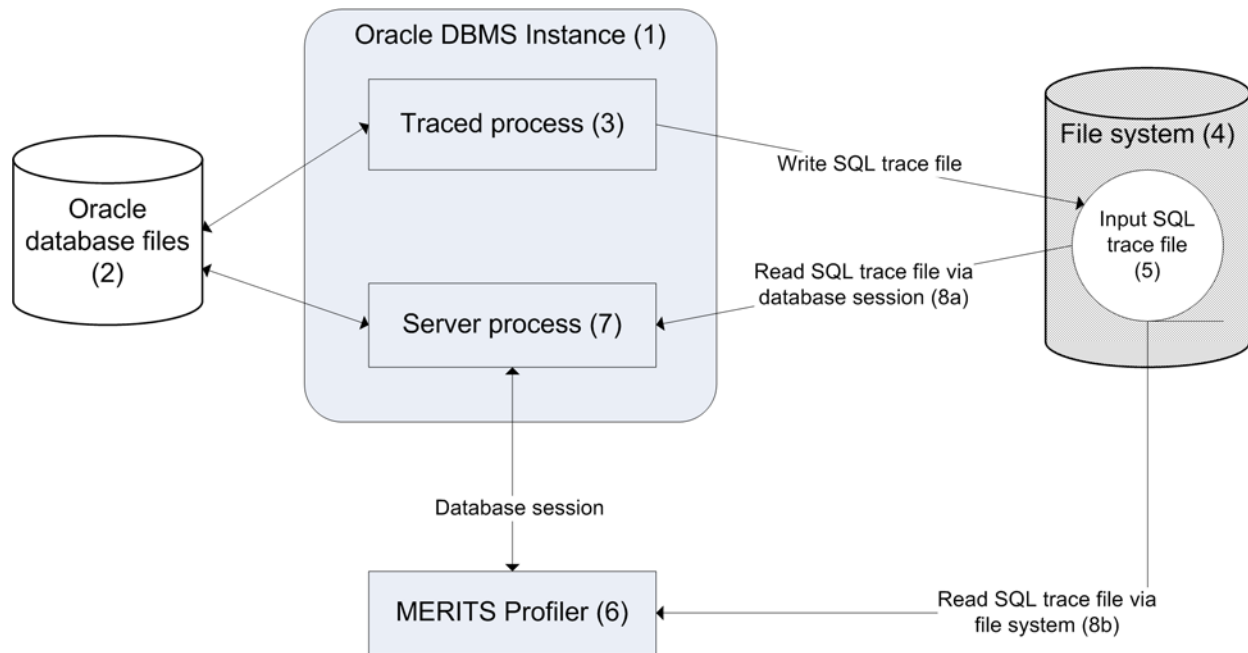 Oracle DBMS Instance (1)
Traced process (3)
File system (4)
Write SQL trace file
Oracle
database files
(2)
Input SQL
trace file
(5)
Read SQL trace file via
database session (8a)
Server process (7)
Database session
MERITS Profiler (6)
Read SQL trace file via
file system (8b)